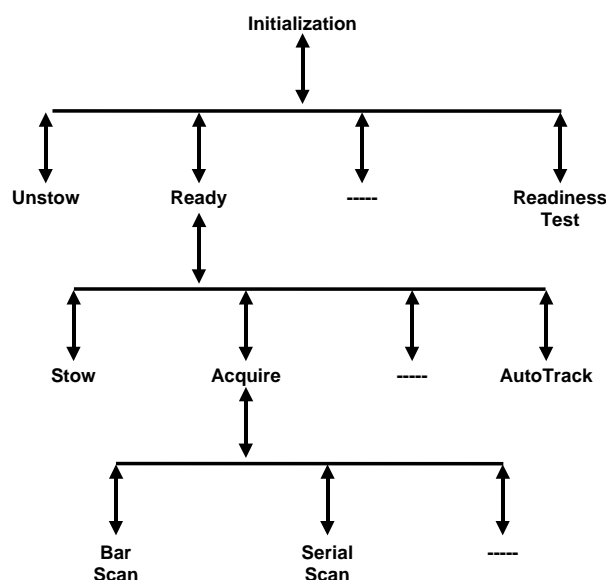 Initialization
Unstow
Ready
-----
Readiness
Test
Stow
Acquire
-----
AutoTrack
Bar
Scan
Serial
Scan
-----